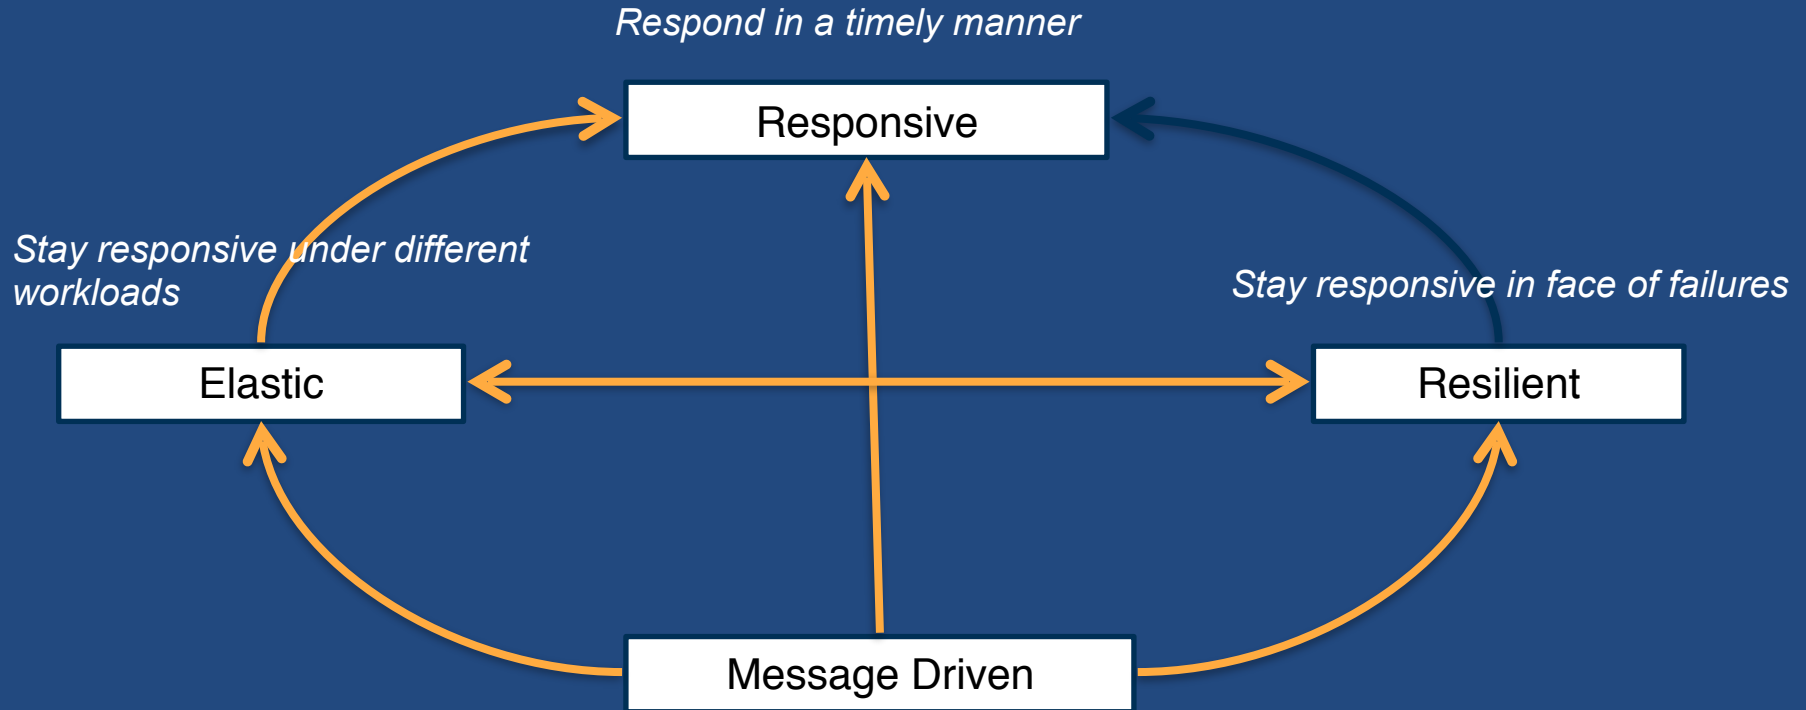 Respond in a timely manner
Responsive
Stay responsive under different
workloads
Stay responsive in face of failures
Elastic
Resilient
Message Driven